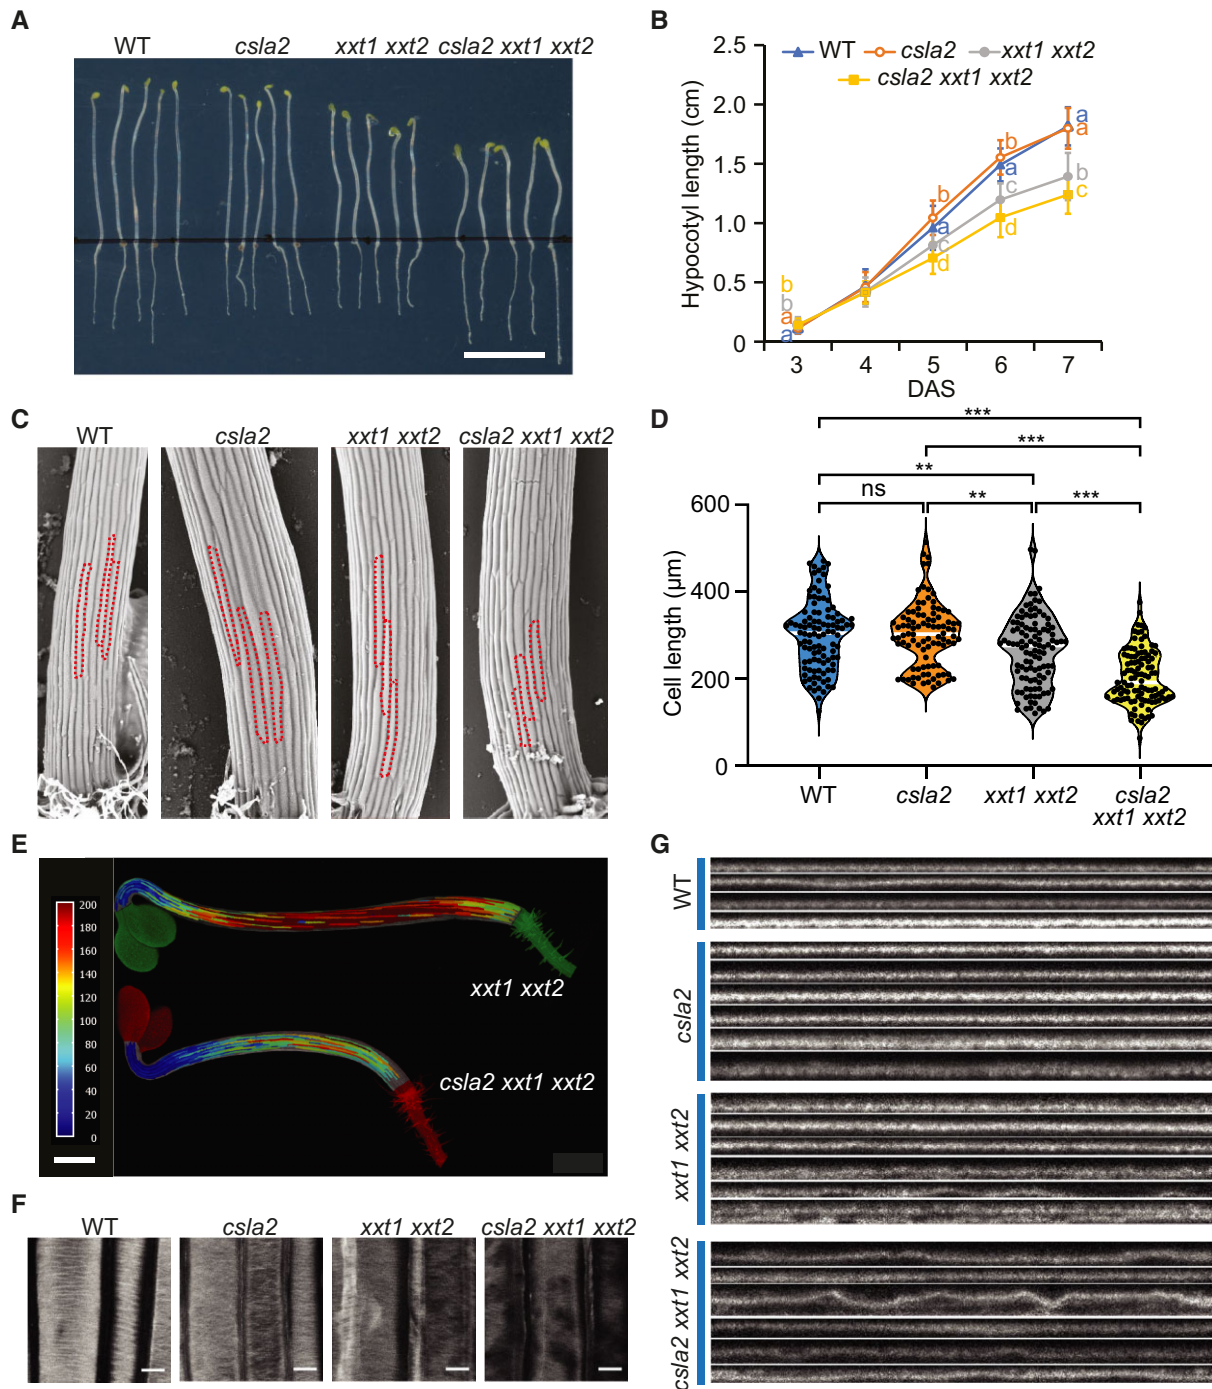 A
WT csla2 xxt1 xxt2 csla2 xxt1 xxt2
B
WT csla2 xxt1 xxt2
csla2 xxt1 xxt2
Hypocotyl length (cm)
2.5
2.0
1.5
1.0
0.5
0
b
b
a
a
b
a
c
d
b
a
c
d
a
a
b
c
3 4 5 6 7
DAS
C
WT csla2 xxt1 xxt2 csla2 xxt1 xxt2
D
***
***
**
ns ** ***
Cell length (µm)
600
400
200
0
WT csla2 xxt1 xxt2 csla2
xxt1 xxt2
E
200
180
160
140
120
100
80
60
40
20
0
xxt1 xxt2
csla2 xxt1 xxt2
F
WT csla2 xxt1 xxt2 csla2 xxt1 xxt2
G
WT
csla2
xxt1 xxt2
csla2 xxt1 xxt2